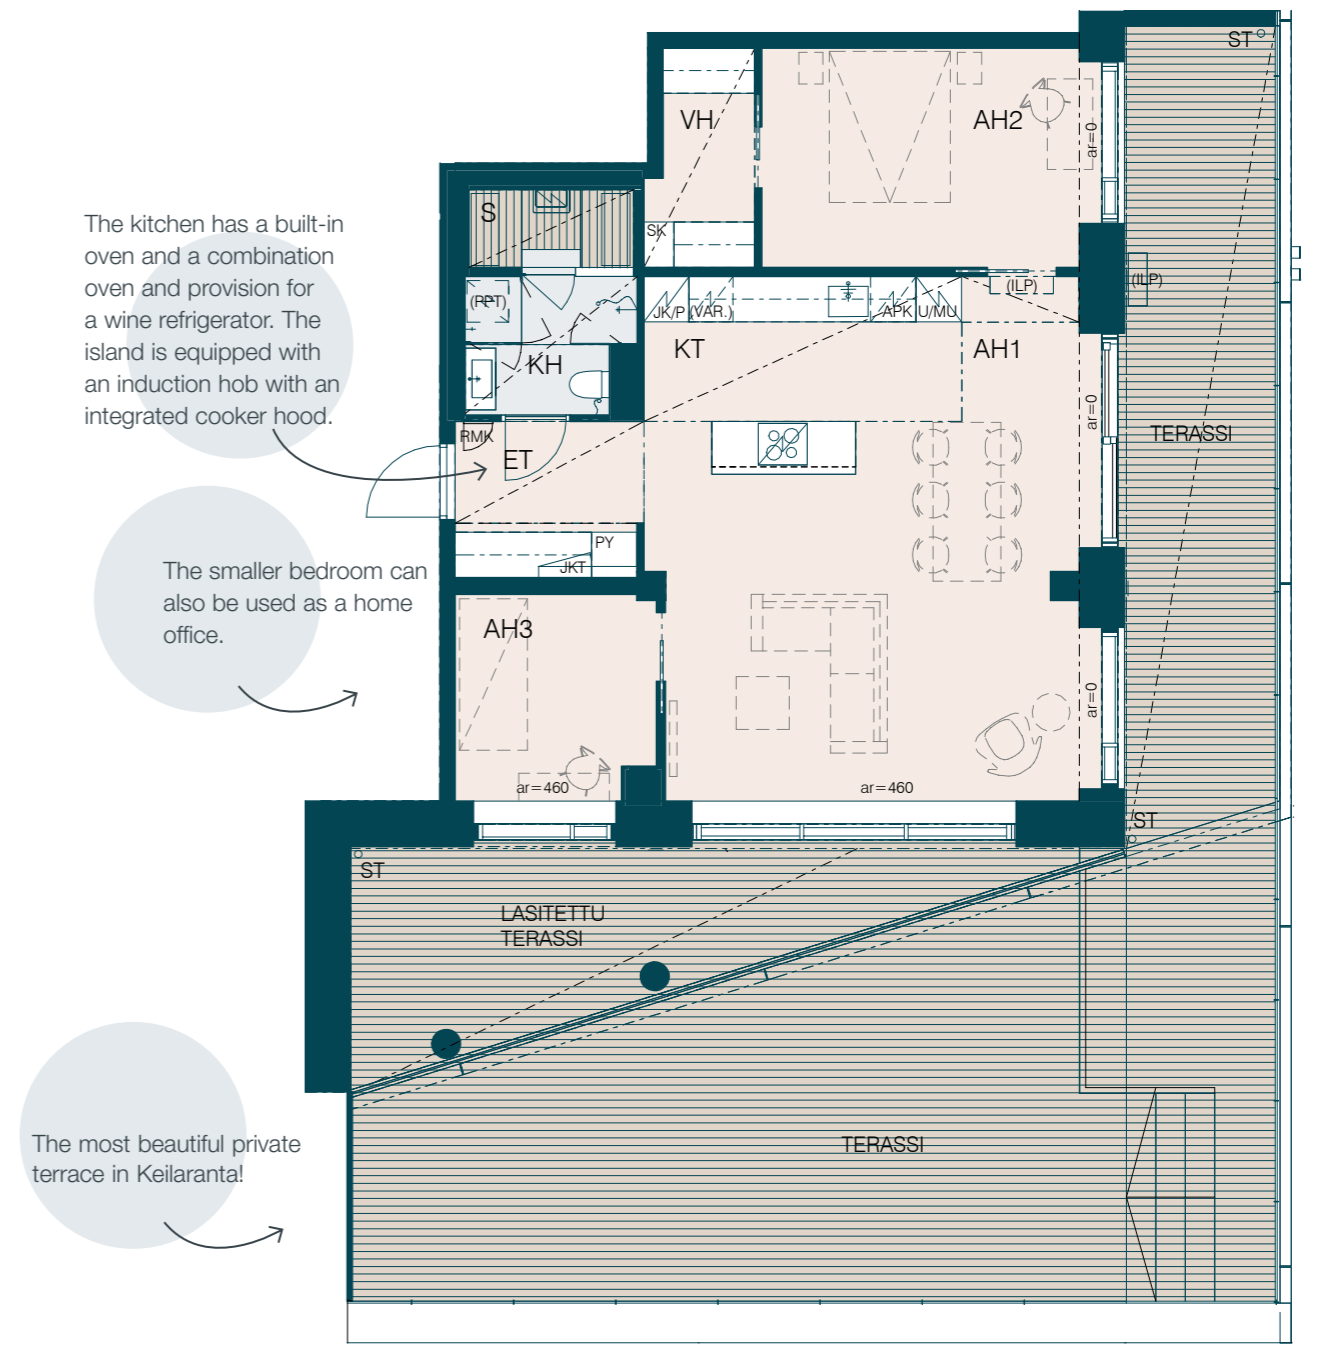 ST
VH
AH2
ar=0
S
The kitchen has a built-in
oven and a combination
oven and provision for
a wine refrigerator. The
island is equipped with
an induction hob with an
integrated cooker hood.
SK
(RPT)
JK/P
(VAR.)
APK
U/MU
(ILP)
(ILP)
KT
AH1
KH
ar=0
TERASSI
RMK
ET
PY
JKT
The smaller bedroom can
also be used as a home
office.
AH3
ar=0
ar=460
ar=460
ST
ST
LASITETTU
TERASSI
TERASSI
The most beautiful private
terrace in Keilaranta!